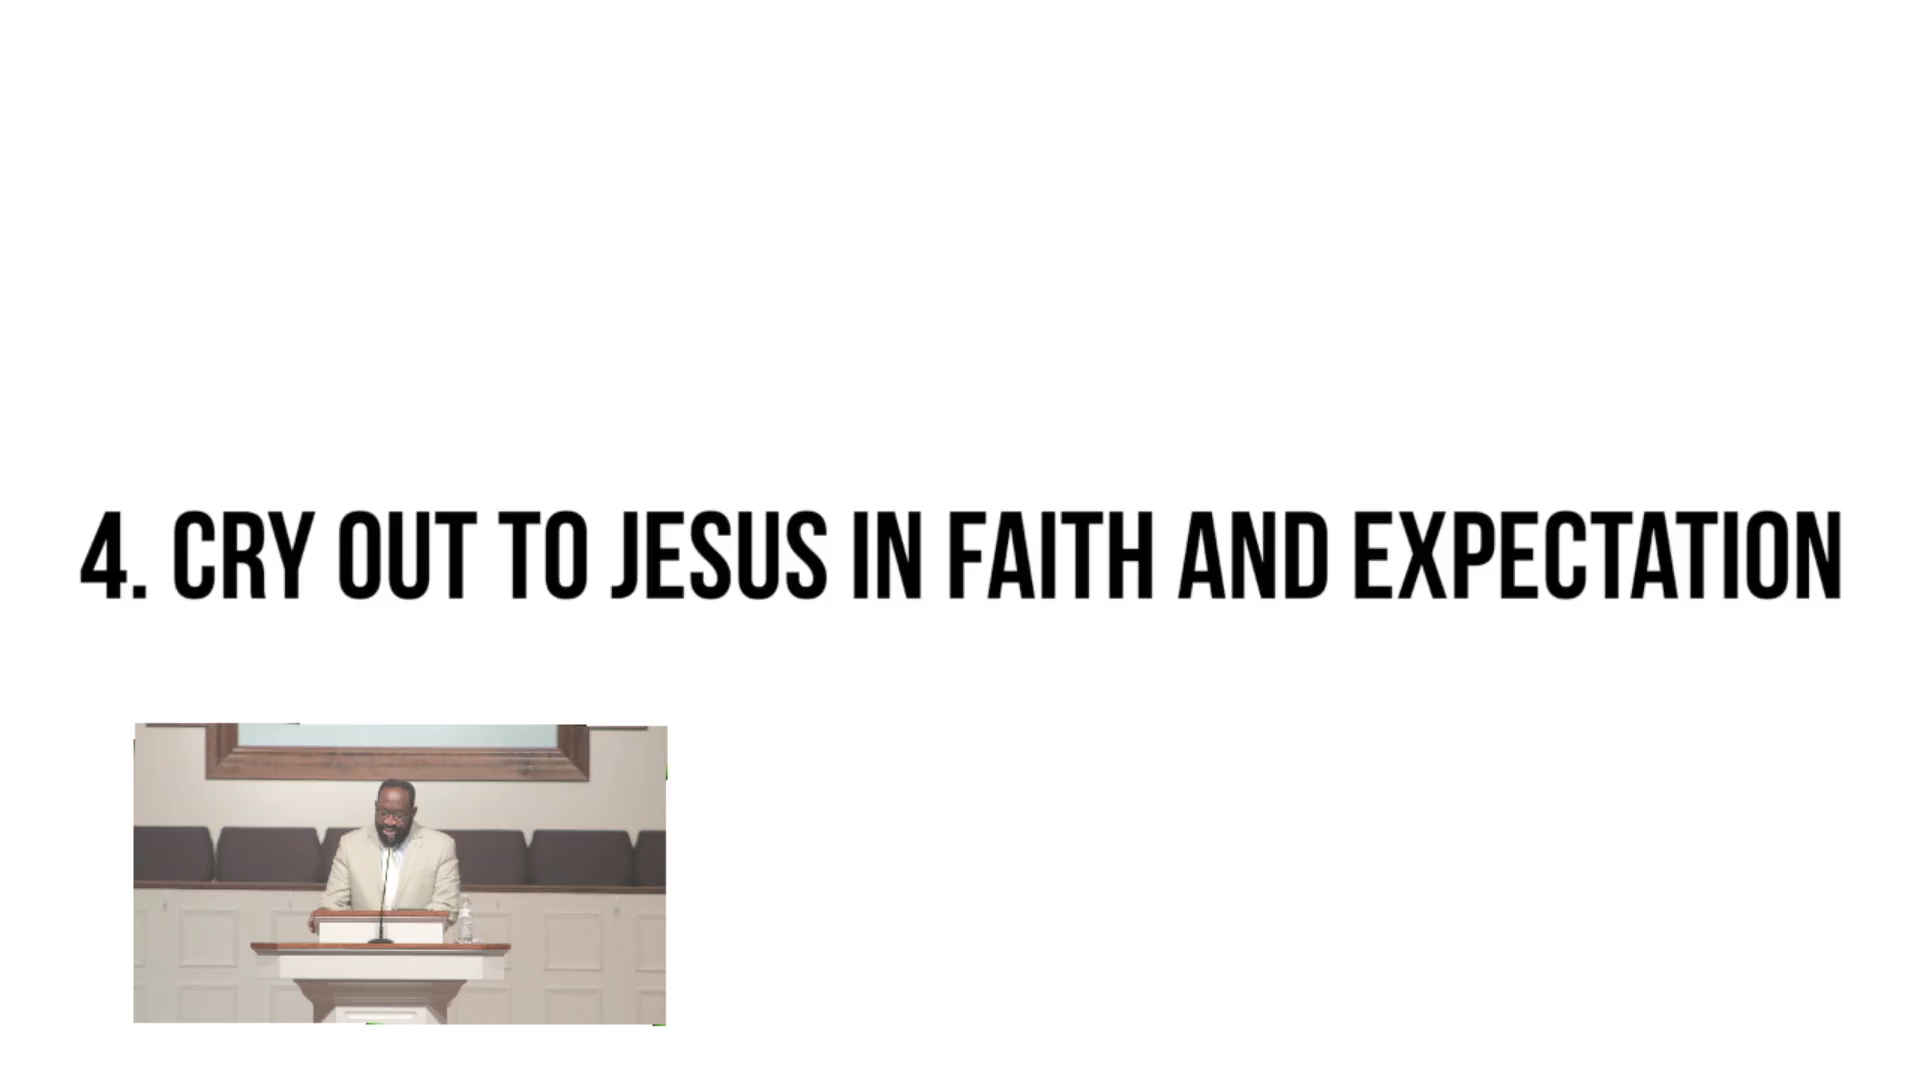 4. CRY OUT TO JESUS IN FAITH AND EXPECTATION